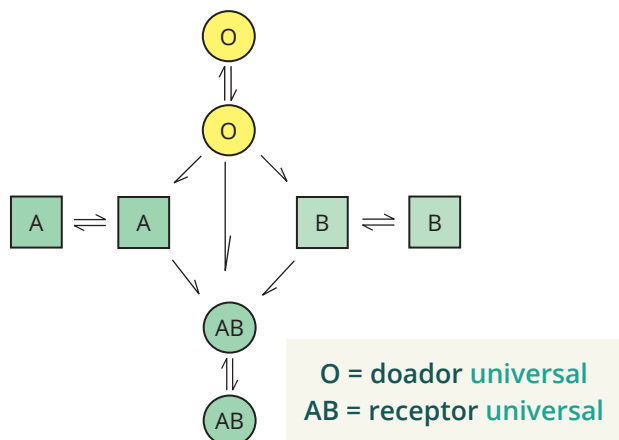 O
O
A A B B
AB
AB
O = doador universal
AB = receptor universal